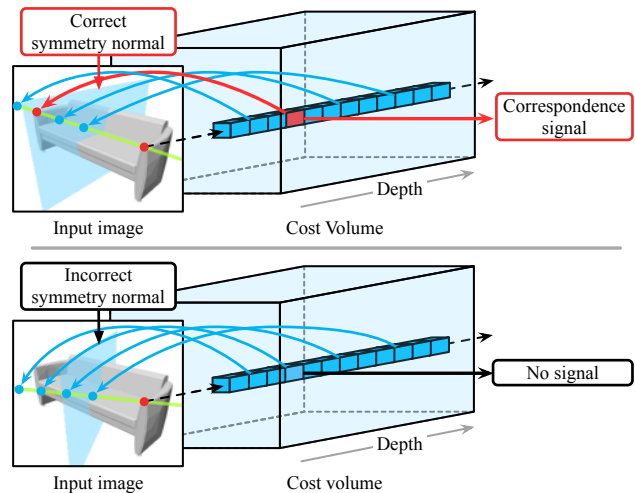 Correct
symmetry normal
Correspondence
signal
Depth
Input image
Cost Volume
Incorrect
symmetry normal
No signal
Depth
Input image
Cost volume